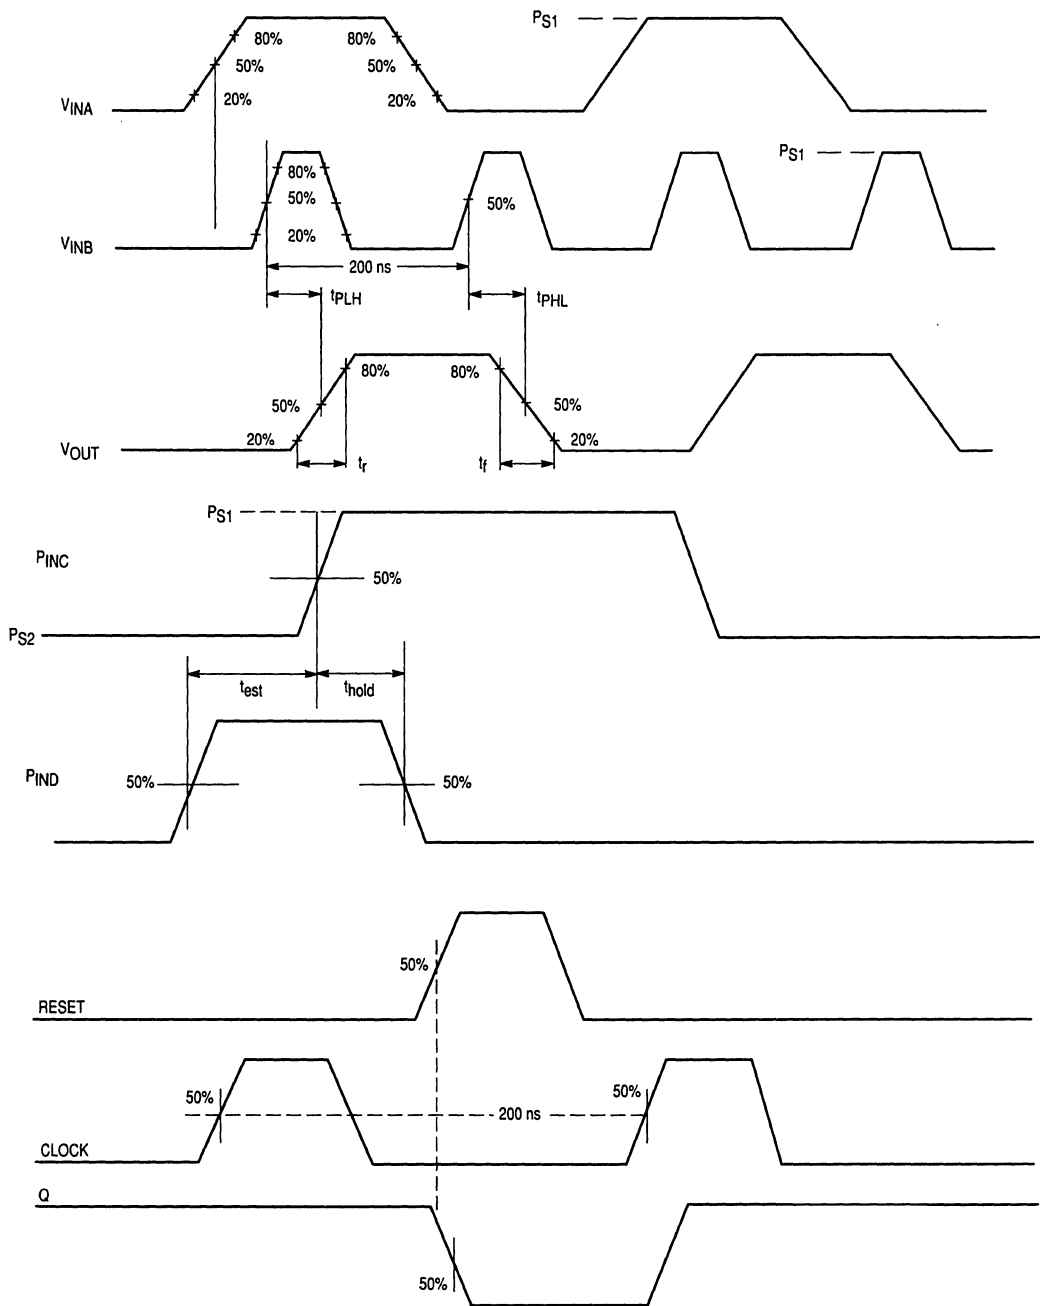 PS1
80% 80%
50% 50%
20% 20%
VINA
PS1
80%
50% 50%
20%
VINB
200 ns
tPLH tPHL
80% 80%
50% 50%
20% 20%
VOUT
tr tf
PS1
PINC
50%
PS2
test thold
PIND
50% 50%
50%
RESET
50% 50%
200 ns
CLOCK
Q
50%